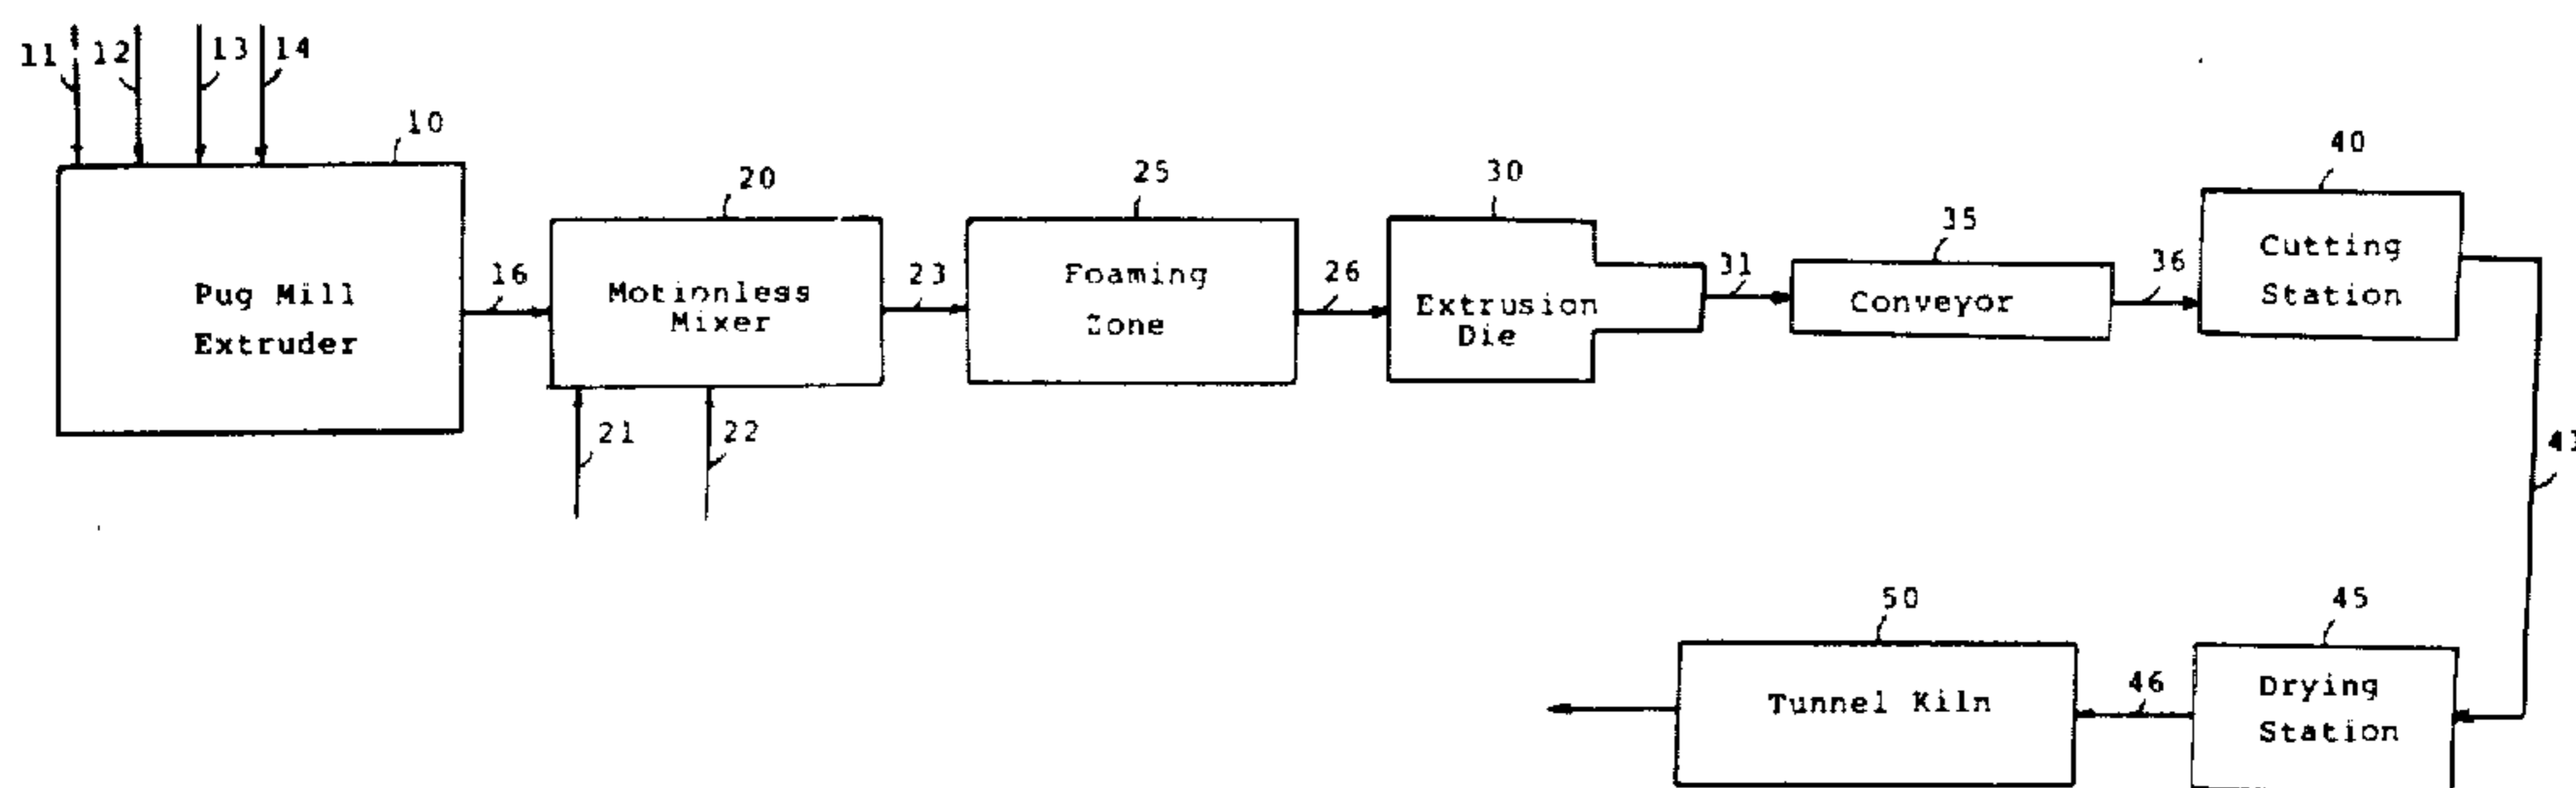 11 12 13 14
10
Pug Mill
Extruder
16
20
Motionless
Mixer
21
22
23
25
Foaming
Zone
26
30
Extrusion
Die
31
35
Conveyor
36
40
Cutting
Station
45
Drying
Station
46
50
Tunnel Kiln